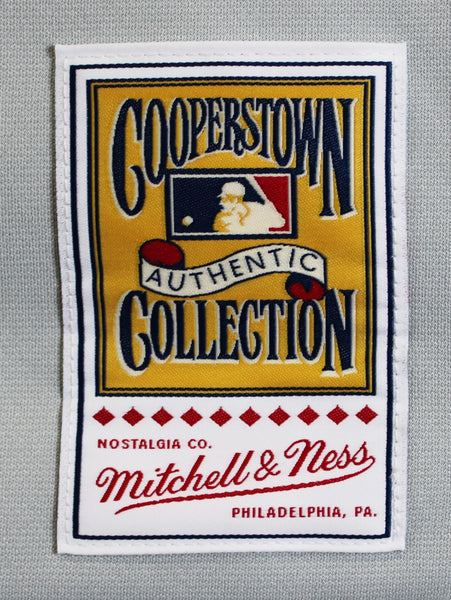 COOPERSTOWN
AUTHENTIC
COLLECTION
NOSTALGIA CO.
Mitchell & Ness
PHILADELPHIA, PA.